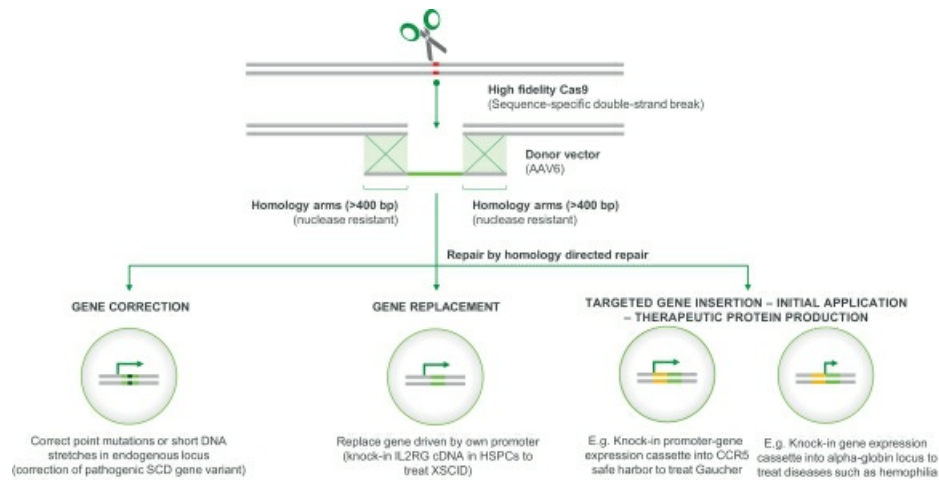 High fidelity Cas9
(Sequence-specific double-strand break)
Donor vector
(AAV6)
Homology arms (>400 bp)
(nuclease resistant)
Homology arms (>400 bp)
(nuclease resistant)
Repair by homology directed repair
GENE CORRECTION
Correct point mutations or short DNA
stretches in endogenous locus
(correction of pathogenic SCD gene variant)
GENE REPLACEMENT
Replace gene driven by own promoter
(knock-in IL2RG cDNA in HSPCs to
treat XSCID)
TARGETED GENE INSERTION – INITIAL APPLICATION
– THERAPEUTIC PROTEIN PRODUCTION
E.g. Knock-in promoter-gene
expression cassette into CCR5
safe harbor to treat Gaucher
E.g. Knock-in gene expression
cassette into alpha-globin locus to
treat diseases such as hemophilia